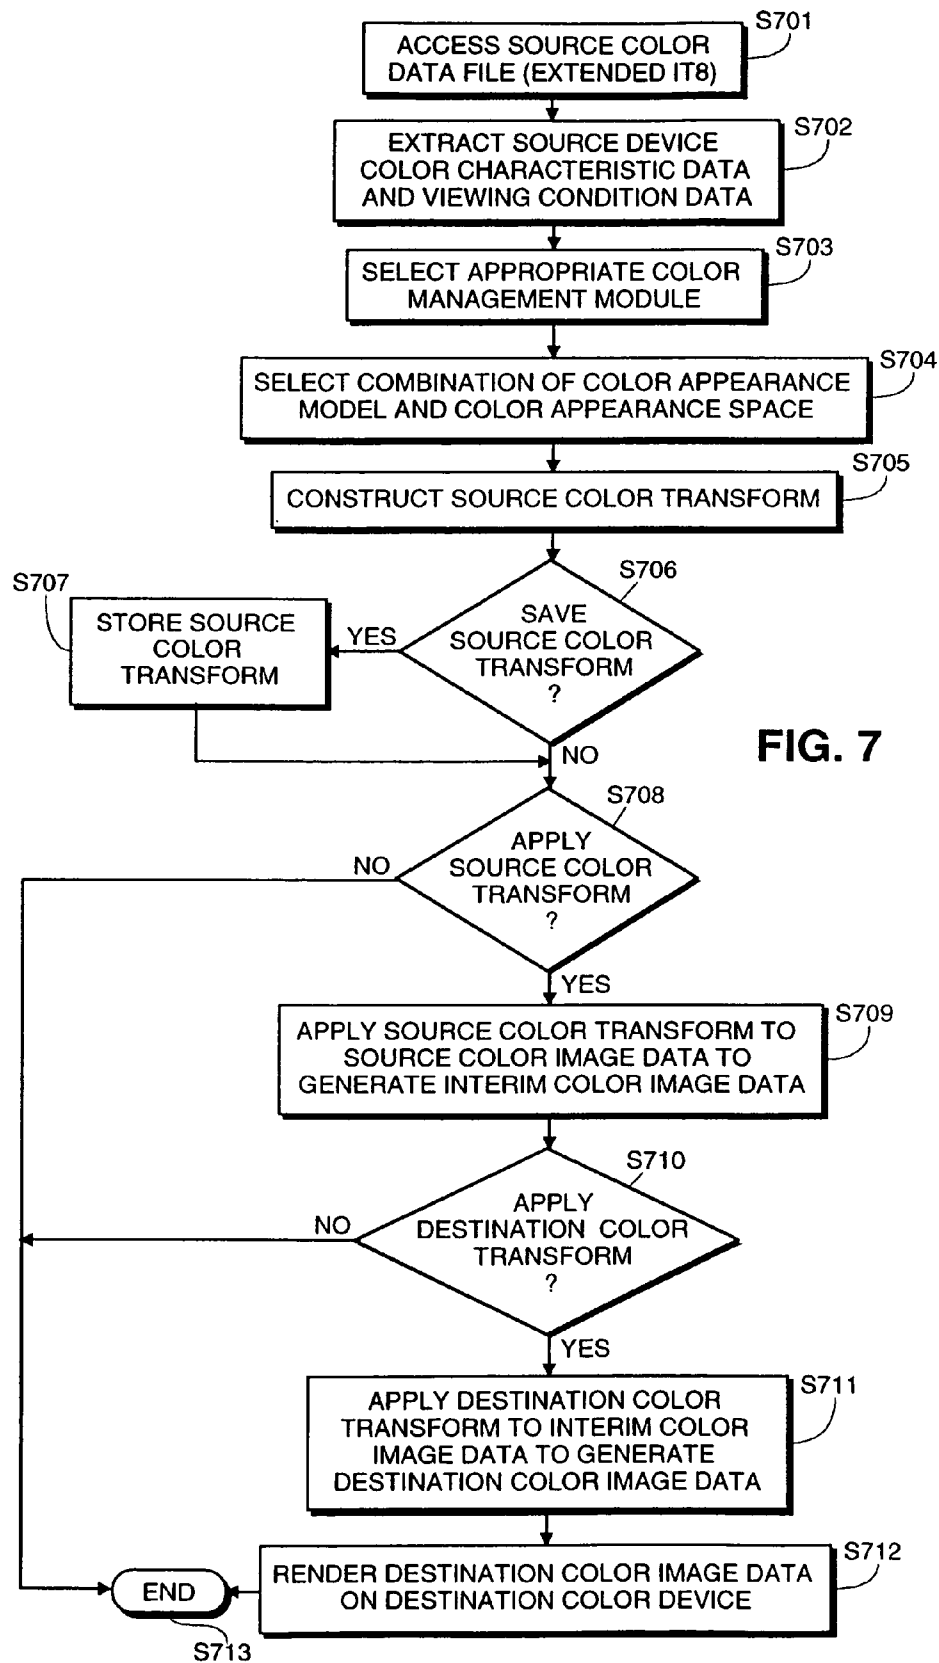 S701
ACCESS SOURCE COLOR
DATA FILE (EXTENDED IT8)
S702
EXTRACT SOURCE DEVICE
COLOR CHARACTERISTIC DATA
AND VIEWING CONDITION DATA
S703
SELECT APPROPRIATE COLOR
MANAGEMENT MODULE
S704
SELECT COMBINATION OF COLOR APPEARANCE
MODEL AND COLOR APPEARANCE SPACE
S705
CONSTRUCT SOURCE COLOR TRANSFORM
S706
SAVE
SOURCE COLOR
TRANSFORM
?
YES
S707
STORE SOURCE
COLOR
TRANSFORM
NO
FIG. 7
S708
APPLY
SOURCE COLOR
TRANSFORM
?
NO
YES
S709
APPLY SOURCE COLOR TRANSFORM TO
SOURCE COLOR IMAGE DATA TO
GENERATE INTERIM COLOR IMAGE DATA
S710
APPLY
DESTINATION COLOR
TRANSFORM
?
NO
YES
S711
APPLY DESTINATION COLOR
TRANSFORM TO INTERIM COLOR
IMAGE DATA TO GENERATE
DESTINATION COLOR IMAGE DATA
S712
RENDER DESTINATION COLOR IMAGE DATA
ON DESTINATION COLOR DEVICE
END
S713